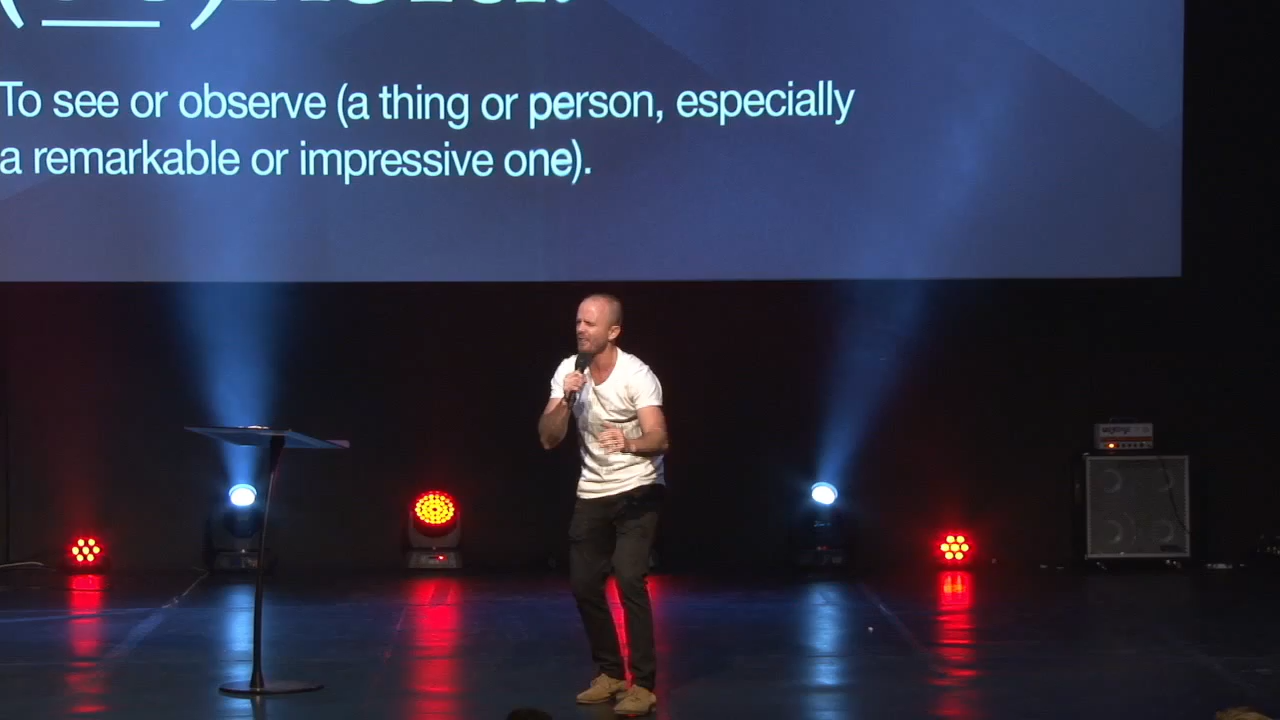 To see or observe (a thing or person, especially
a remarkable or impressive one).